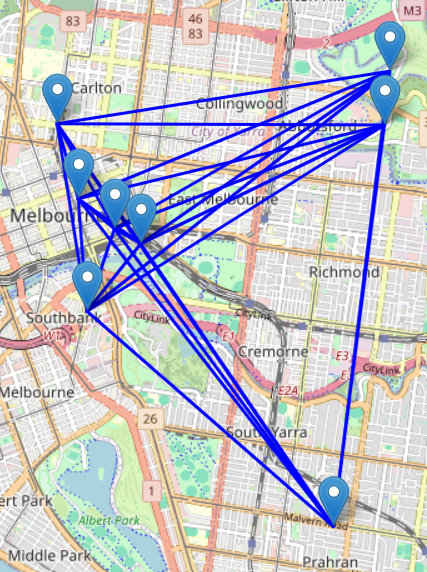 M3
83
46
83
2
Carlton
Collingwood
City of Yarra
Abbotsford
3
East Melbourne
Melbourne
Richmond
Southbank
CityLink
CityLink
W1
E1
Cremorne
E3
E
CityLink
Melbourne
E2A
26
South Yarra
1
ert Park
Albert Park
Malvern Road
Middle Park
Prahran